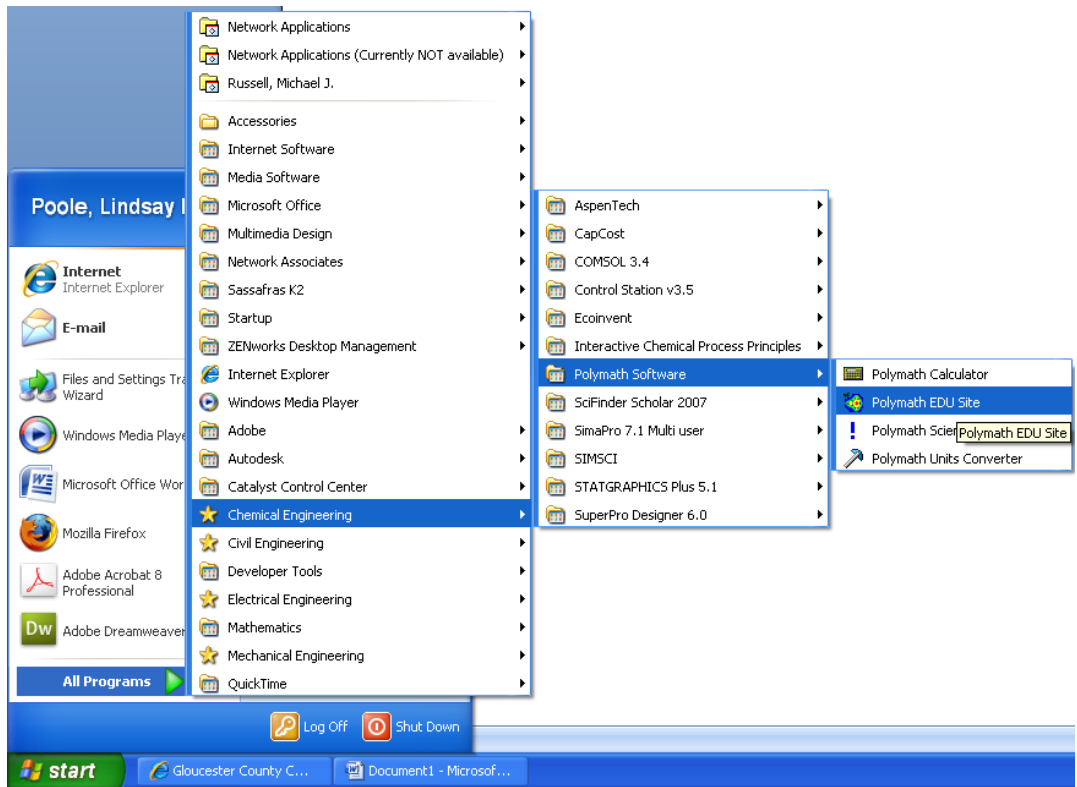 Network Applications
Network Applications (Currently NOT available)
Russell, Michael J.
Accessories
Internet Software
Media Software
Microsoft Office
Multimedia Design
Network Associates
Sassafras K2
Startup
ZENworks Desktop Management
Internet Explorer
Windows Media Player
Adobe
Autodesk
Catalyst Control Center
Chemical Engineering
Civil Engineering
Developer Tools
Electrical Engineering
Mathematics
Mechanical Engineering
QuickTime
AspenTech
CapCost
COMSOL 3.4
Control Station v3.5
Ecoinvent
Interactive Chemical Process Principles
Polymath Software
SciFinder Scholar 2007
SimaPro 7.1 Multi user
SIMSCI
STATGRAPHICS Plus 5.1
SuperPro Designer 6.0
Polymath Calculator
Polymath EDU Site
Polymath Scien
Polymath EDU Site
Polymath Units Converter
Poole, Lindsay
Internet
Internet Explorer
E-mail
Files and Settings Tra
Wizard
Windows Media Playe
W
Microsoft Office Wor
Mozilla Firefox
Adobe Acrobat 8
Professional
Dw
Adobe Dreamweaver
All Programs
Log Off
Shut Down
start
Gloucester County C...
Document1 - Microsof...